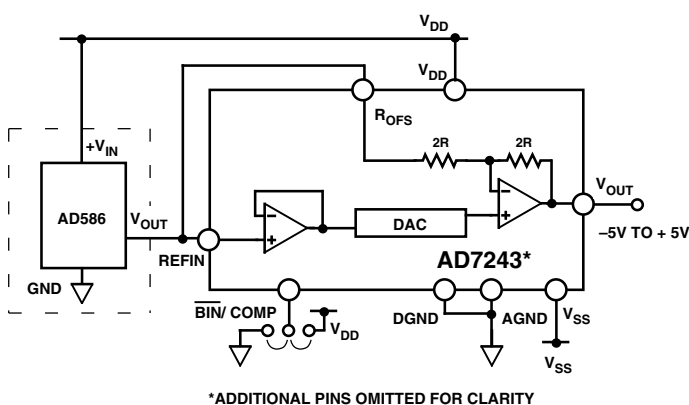 VDD
VDD
ROFS
2R
2R
+VIN
AD586
VOUT
GND
REFIN
DAC
VOUT
–5V TO + 5V
AD7243*
BIN/ COMP
VDD
DGND
AGND
VSS
VSS
*ADDITIONAL PINS OMITTED FOR CLARITY